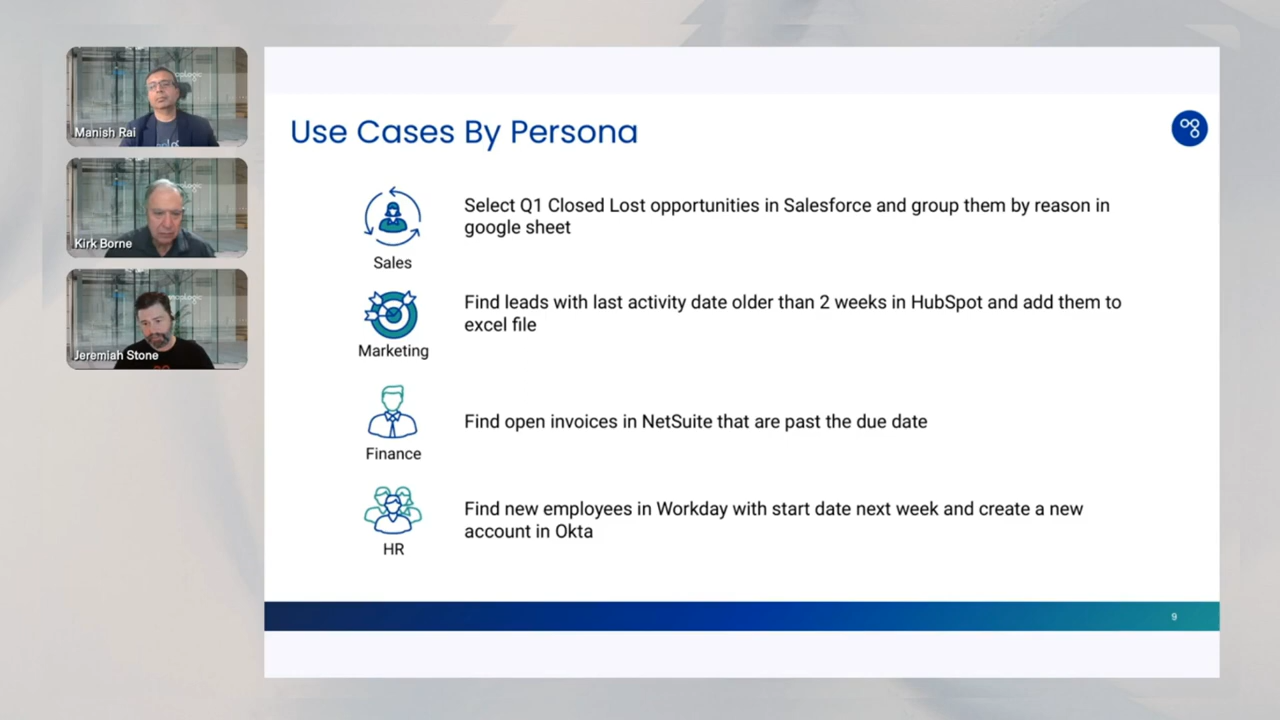 Manish Rai
Kirk Borne
Jeremiah Stone
Use Cases By Persona
Sales
Select Q1 Closed Lost opportunities in Salesforce and group them by reason in
google sheet
Marketing
Find leads with last activity date older than 2 weeks in HubSpot and add them to
excel file
Finance
Find open invoices in NetSuite that are past the due date
HR
Find new employees in Workday with start date next week and create a new
account in Okta
9